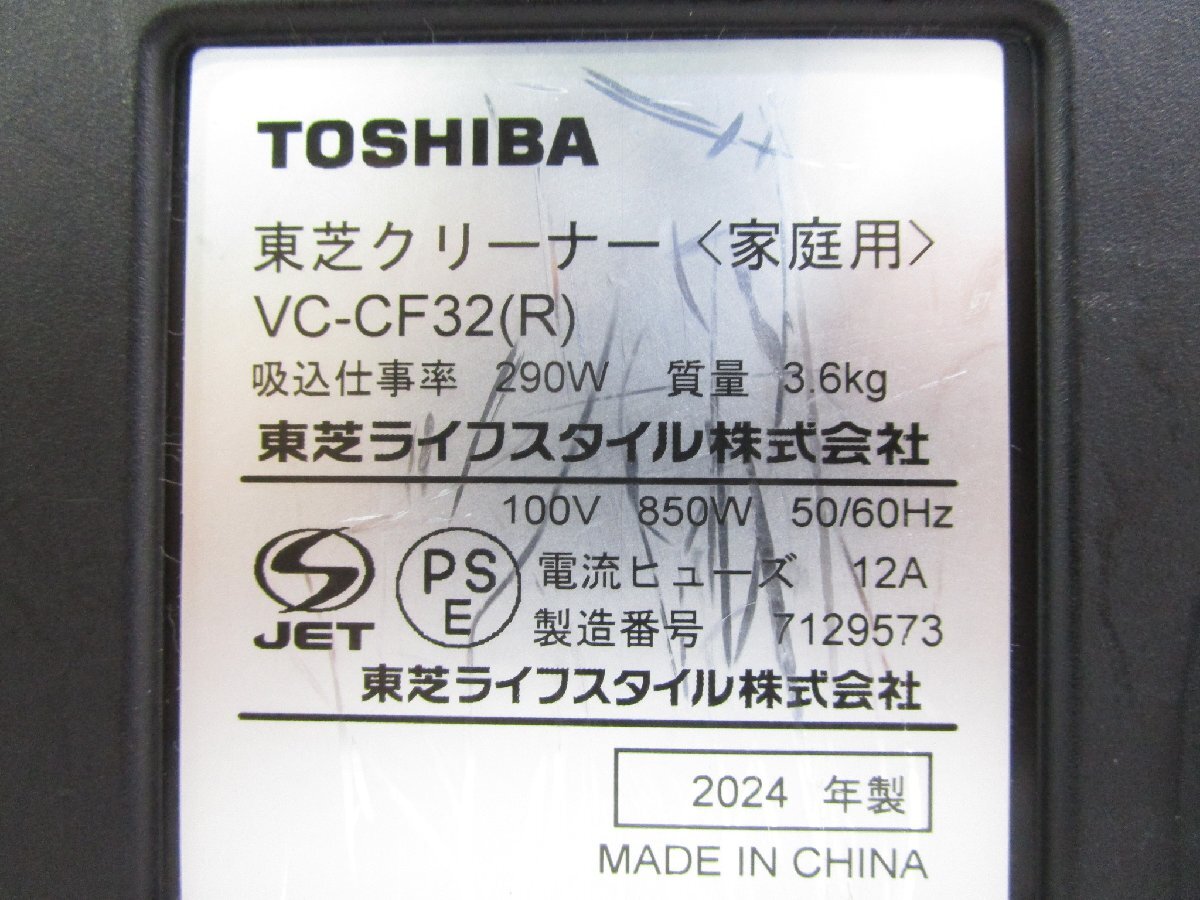 TOSHIBA
東芝クリーナー〈家庭用〉
VC-CF32(R)
吸込仕事率 290W 質量 3.6kg
東芝ライフスタイル株式会社
100V 850W 50/60Hz
電流ヒューズ 12A
製造番号 7129573
JET
PS
E
東芝ライフスタイル株式会社
2024 年製
MADE IN CHINA